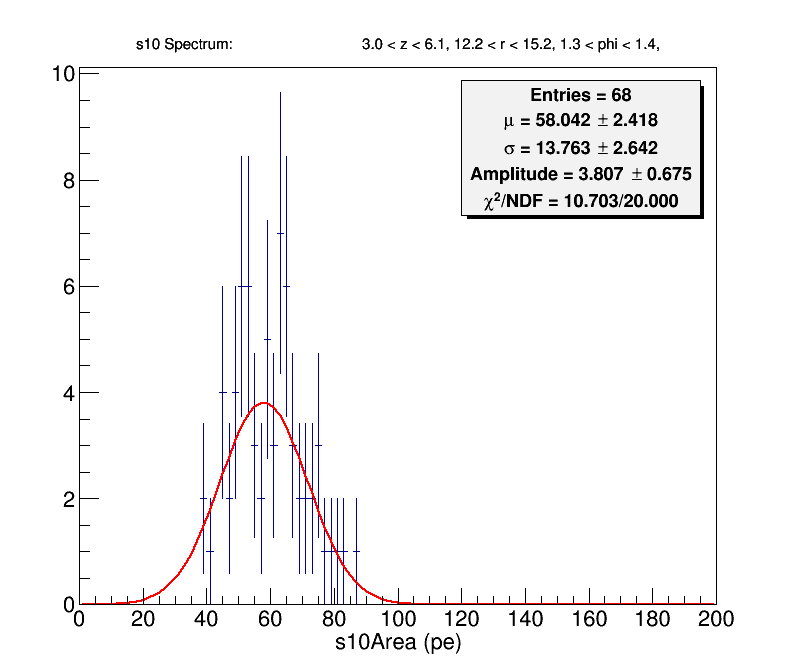 s10 Spectrum: 3.0 < z < 6.1, 12.2 < r < 15.2, 1.3 < phi < 1.4,
Entries = 68
μ = 58.042 ± 2.418
σ = 13.763 ± 2.642
Amplitude = 3.807 ± 0.675
χ²/NDF = 10.703/20.000
10
8
6
4
2
0
0 20 40 60 80 100 120 140 160 180 200
s10Area (pe)